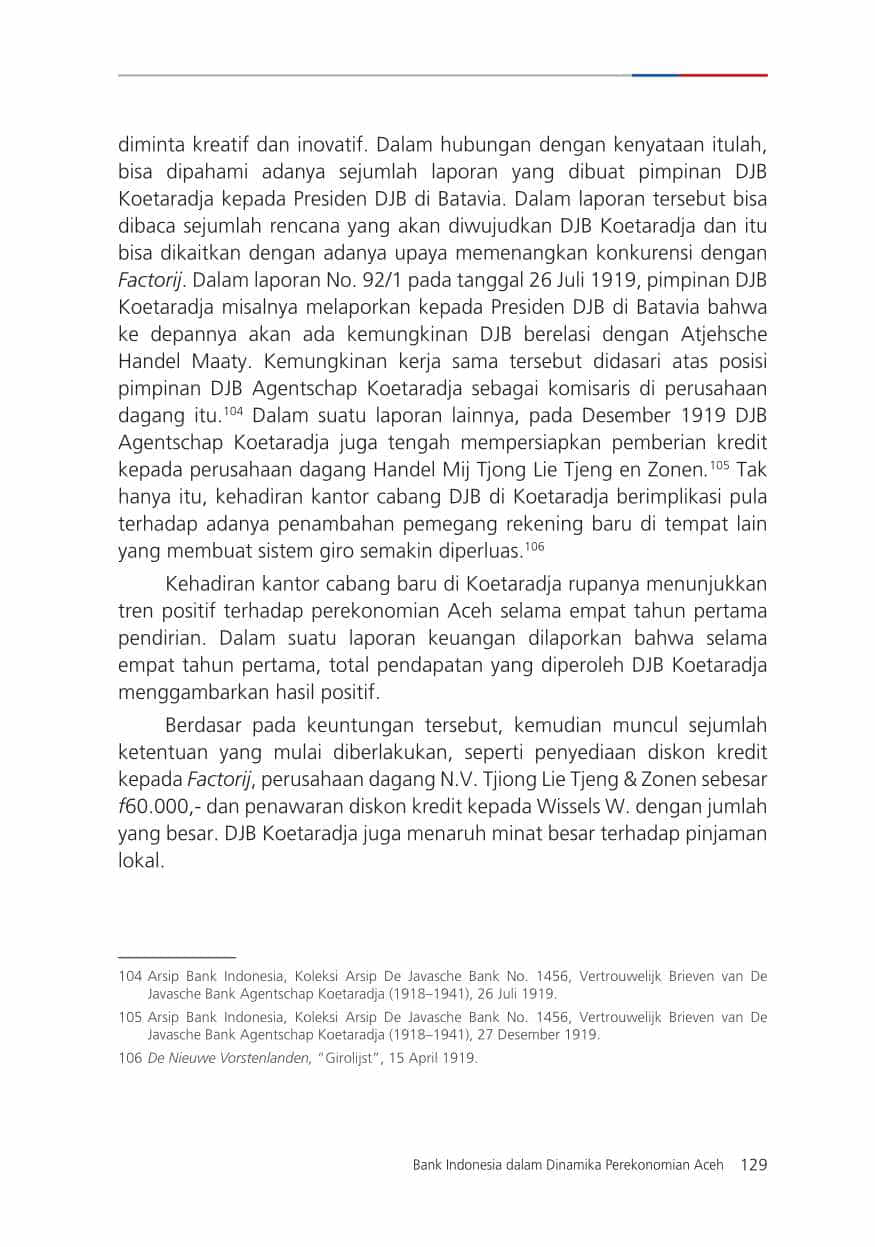 diminta kreatif dan inovatif. Dalam hubungan dengan kenyataan itulah,
bisa dipahami adanya sejumlah laporan yang dibuat pimpinan DJB
Koetaradja kepada Presiden DJB di Batavia. Dalam laporan tersebut bisa
dibaca sejumlah rencana yang akan diwujudkan DJB Koetaradja dan itu
bisa dikaitkan dengan adanya upaya memenangkan konkurensi dengan
Factorij. Dalam laporan No. 92/1 pada tanggal 26 Juli 1919, pimpinan DJB
Koetaradja misalnya melaporkan kepada Presiden DJB di Batavia bahwa
ke depannya akan ada kemungkinan DJB berelasi dengan Atjehsche
Handel Maaty. Kemungkinan kerja sama tersebut didasari atas posisi
pimpinan DJB Agentschap Koetaradja sebagai komisaris di perusahaan
dagang itu.104 Dalam suatu laporan lainnya, pada Desember 1919 DJB
Agentschap Koetaradja juga tengah mempersiapkan pemberian kredit
kepada perusahaan dagang Handel Mij Tjong Lie Tjeng en Zonen.105 Tak
hanya itu, kehadiran kantor cabang DJB di Koetaradja berimplikasi pula
terhadap adanya penambahan pemegang rekening baru di tempat lain
yang membuat sistem giro semakin diperluas.106
Kehadiran kantor cabang baru di Koetaradja rupanya menunjukkan
tren positif terhadap perekonomian Aceh selama empat tahun pertama
pendirian. Dalam suatu laporan keuangan dilaporkan bahwa selama
empat tahun pertama, total pendapatan yang diperoleh DJB Koetaradja
menggambarkan hasil positif.
Berdasar pada keuntungan tersebut, kemudian muncul sejumlah
ketentuan yang mulai diberlakukan, seperti penyediaan diskon kredit
kepada Factorij, perusahaan dagang N.V. Tjiong Lie Tjeng & Zonen sebesar
f60.000,- dan penawaran diskon kredit kepada Wissels W. dengan jumlah
yang besar. DJB Koetaradja juga menaruh minat besar terhadap pinjaman
lokal.
104 Arsip Bank Indonesia, Koleksi Arsip De Javasche Bank No. 1456, Vertrouwelijk Brieven van De
Javasche Bank Agentschap Koetaradja (1918–1941), 26 Juli 1919.
105 Arsip Bank Indonesia, Koleksi Arsip De Javasche Bank No. 1456, Vertrouwelijk Brieven van De
Javasche Bank Agentschap Koetaradja (1918–1941), 27 Desember 1919.
106 De Nieuwe Vorstenlanden, “Girolijst”, 15 April 1919.
Bank Indonesia dalam Dinamika Perekonomian Aceh 129